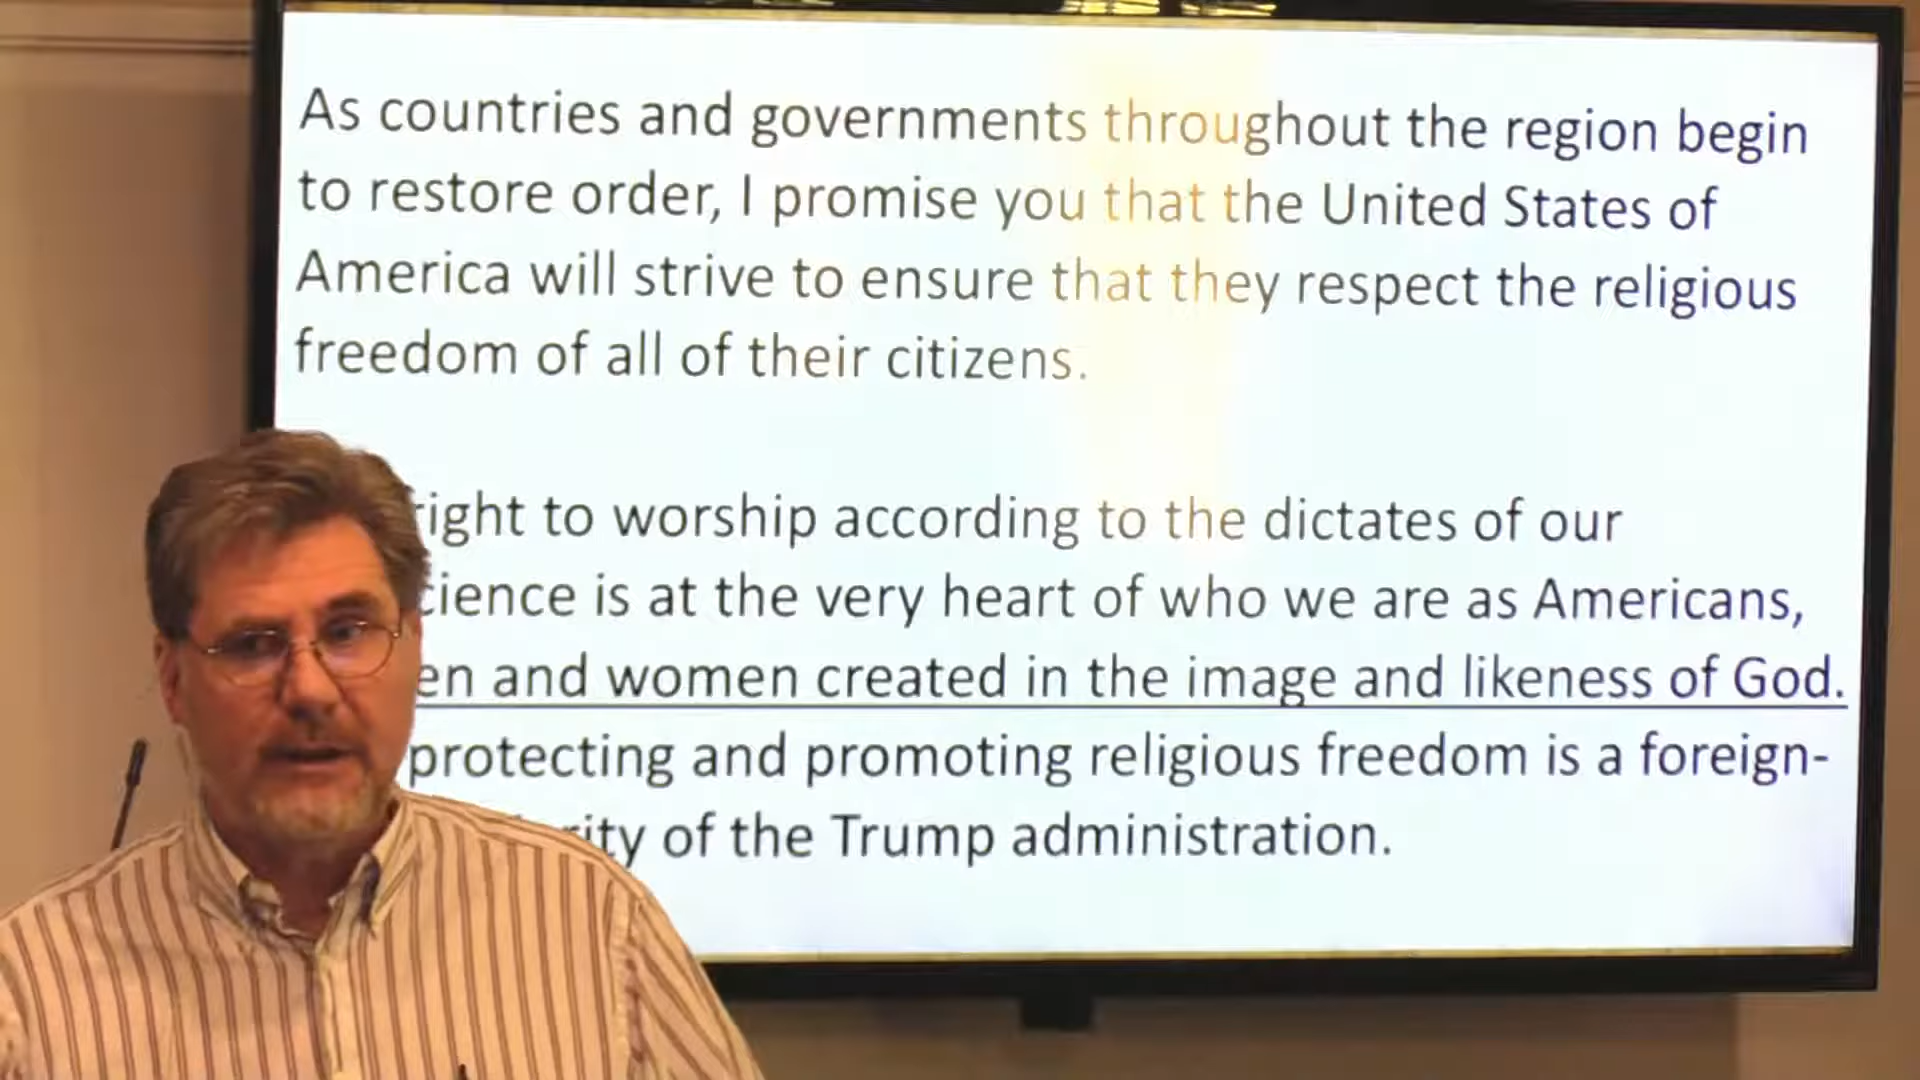 As countries and governments throughout the region begin
to restore order, I promise you that the United States of
America will strive to ensure that they respect the religious
freedom of all of their citizens.
right to worship according to the dictates of our
is at the very heart of who we are as Americans,
and women created in the image and likeness of God.
protecting and promoting religious freedom is a foreign-
of the Trump administration.